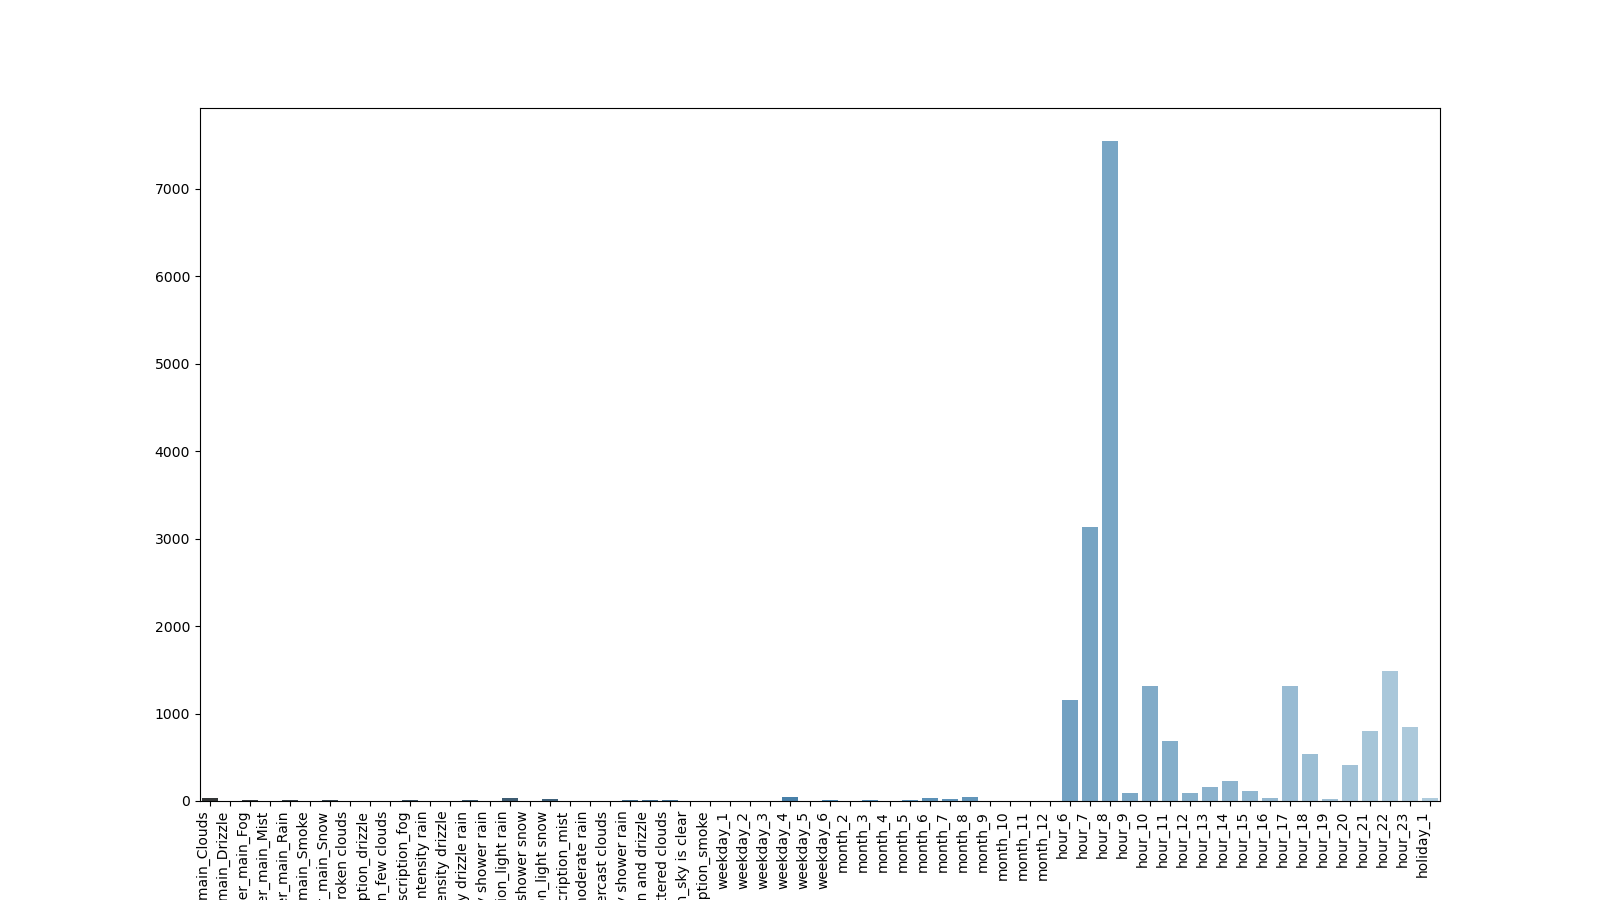 7000
6000
5000
4000
3000
2000
1000
0
main_Clouds
main_Drizzle
er_main_Fog
er_main_Mist
er_main_Rain
main_Smoke
r_main_Snow
roken clouds
ption_drizzle
n_few clouds
scription_fog
ntensity rain
ensity drizzle
y drizzle rain
y shower rain
ion_light rain
shower snow
on_light snow
cription_mist
noderate rain
ercast clouds
y shower rain
n and drizzle
ttered clouds
n_sky is clear
ption_smoke
weekday_1
weekday_2
weekday_3
weekday_4
weekday_5
weekday_6
month_2
month_3
month_4
month_5
month_6
month_7
month_8
month_9
month_10
month_11
month_12
hour_6
hour_7
hour_8
hour_9
hour_10
hour_11
hour_12
hour_13
hour_14
hour_15
hour_16
hour_17
hour_18
hour_19
hour_20
hour_21
hour_22
hour_23
holiday_1